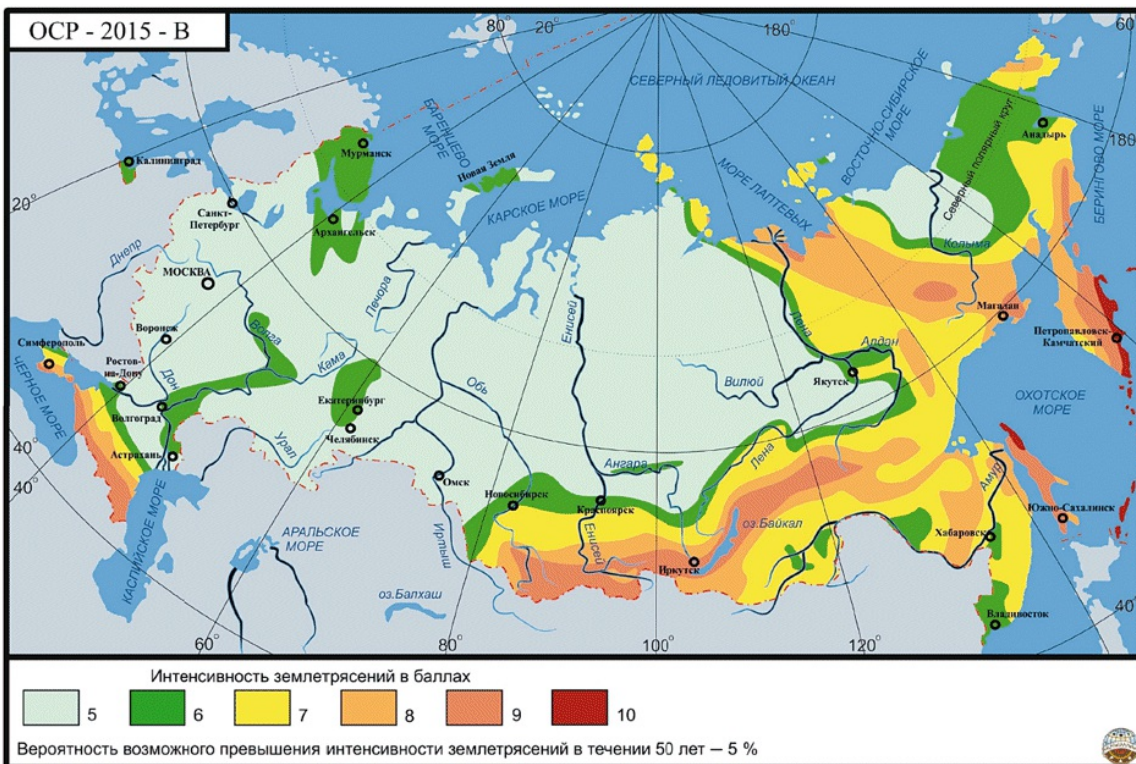 ОСР - 2015 - В
80°
20°
180°
60°
СЕВЕРНЫЙ ЛЕДОВИТЫЙ ОКЕАН
БАРЕНЦЕВО
МОРЕ
ВОСТОЧНО-СИБИРСКОЕ
МОРЕ
Северный полярный круг
Анадырь
180°
БЕРИНГОВО МОРЕ
Калининград
Мурманск
Новая Земля
КАРСКОЕ МОРЕ
МОРЕ ЛАПТЕВЫХ
20°
Санкт-
Петербург
Архангельск
Колыма
Днепр
МОСКВА
Печора
Енисей
Лена
Магадан
Петропавловск-
Камчатский
Воронеж
Волга
Кама
Обь
Алдан
Симферополь
Ростов-
на-Дону
Дон
Вилюй
Якутск
ОХОТСКОЕ
МОРЕ
ЧЕРНОЕ МОРЕ
Екатеринбург
Волгоград
Челябинск
Урал
Астрахань
40°
40°
Омск
Новосибирск
Ангара
Красноярск
Лена
Амур
Южно-Сахалинск
КАСПИЙСКОЕ МОРЕ
АРАЛЬСКОЕ
МОРЕ
Иртыш
Енисей
Иркутск
оз.Байкал
Хабаровск
оз.Балхаш
Владивосток
40°
60°
80°
100°
120°
Интенсивность землетрясений в баллах
5 6 7 8 9 10
Вероятность возможного превышения интенсивности землетрясений в течении 50 лет — 5 %